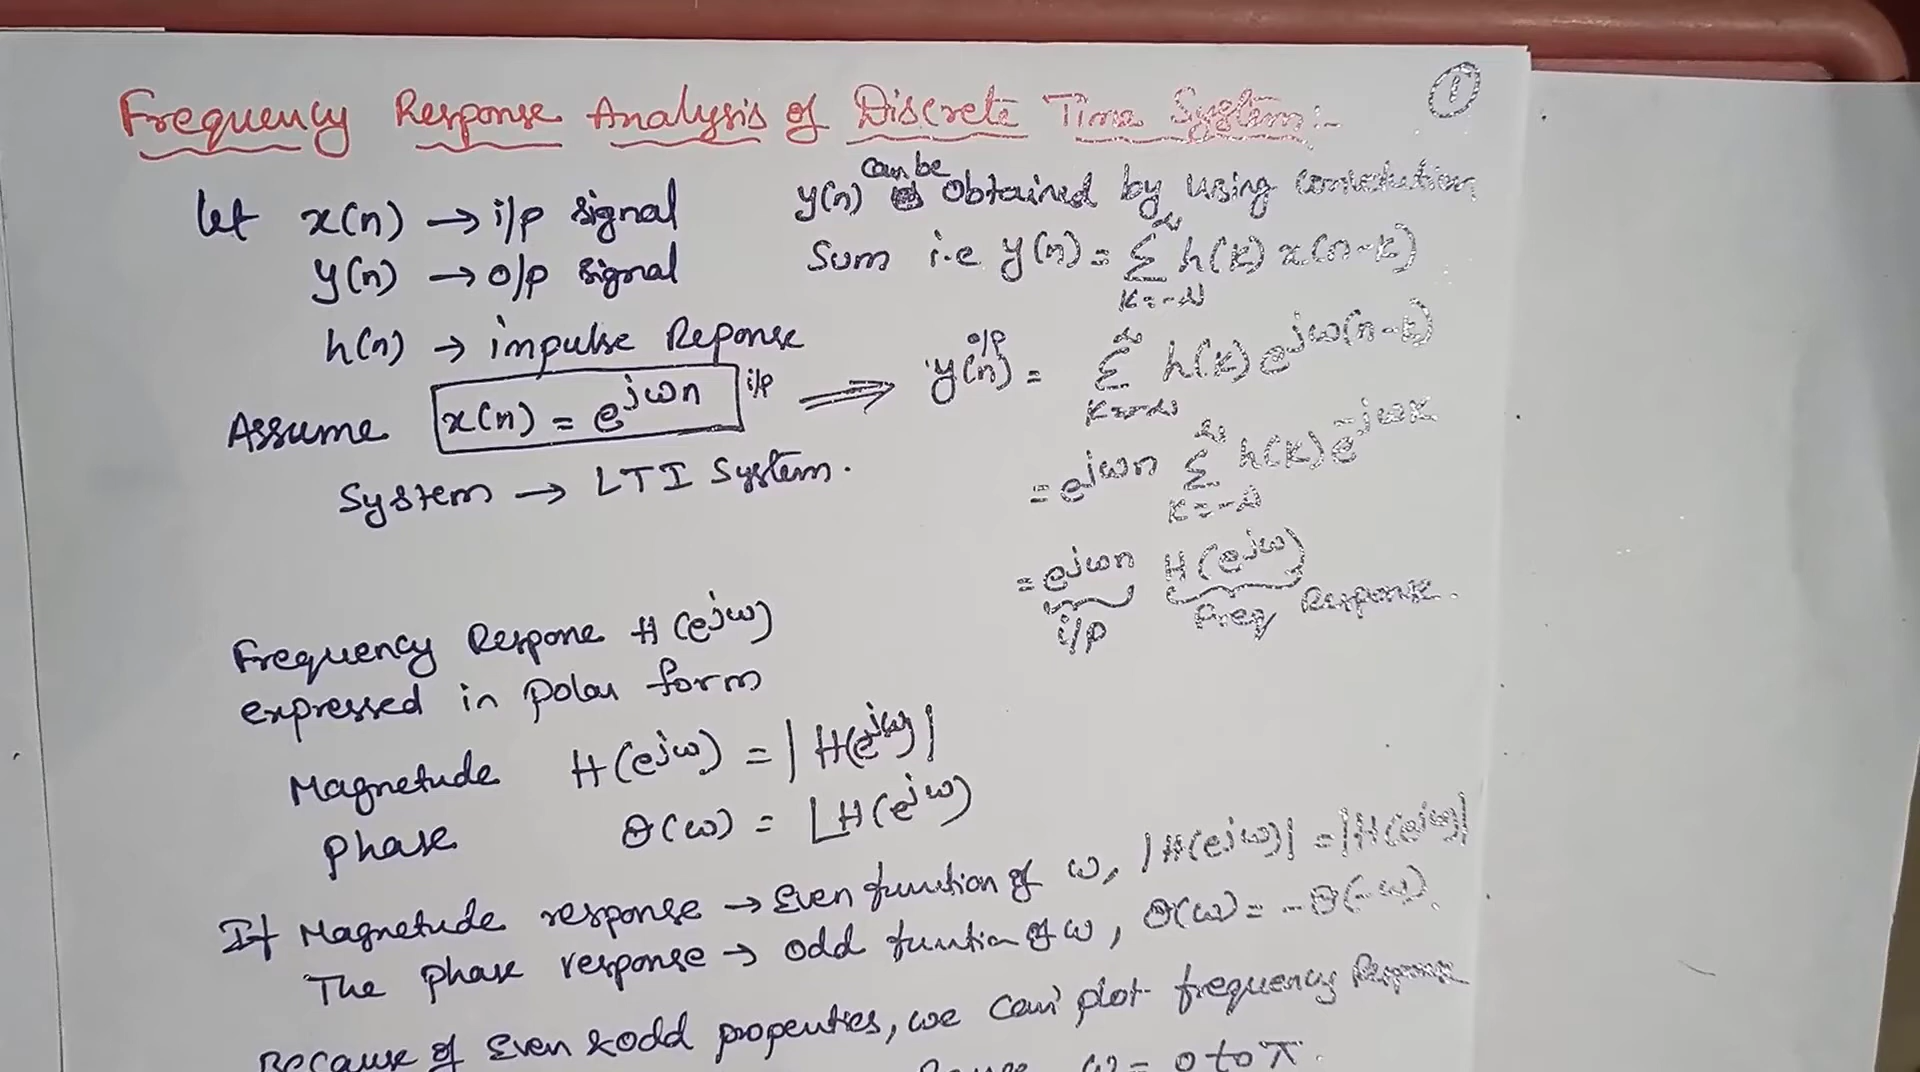 Frequency Response Analysis of Discrete Time System:-
①
Let x(n) → i/p signal
y(n) → o/p signal
h(n) → impulse Reponse
Assume x(n) = e^{jωn} i/p ⇒
System → LTI System.
y(n) can be obtained by using convolution
Sum i.e y(n) = ∑_{k=-∞}^{∞} h(k) x(n-k)
o/p
y(n) = ∑_{k=-∞}^{∞} h(k) e^{jω(n-k)}
= e^{jωn} ∑_{k=-∞}^{∞} h(k) e^{-jωk}
= e^{jωn} H(e^{jω})
i/p Freq Response.
Frequency Respone H(e^{jω})
expressed in polar form
Magnetude H(e^{jω}) = |H(e^{jω})|
phase θ(ω) = ∠H(e^{jω})
If Magnetude response → Even function of ω, |H(e^{jω})| = |H(e^{jω})|
The phase response → odd funtion of ω, θ(ω) = -θ(-ω).
Because of Even & odd properties, we can plot frequency Response
ω = 0 to π.